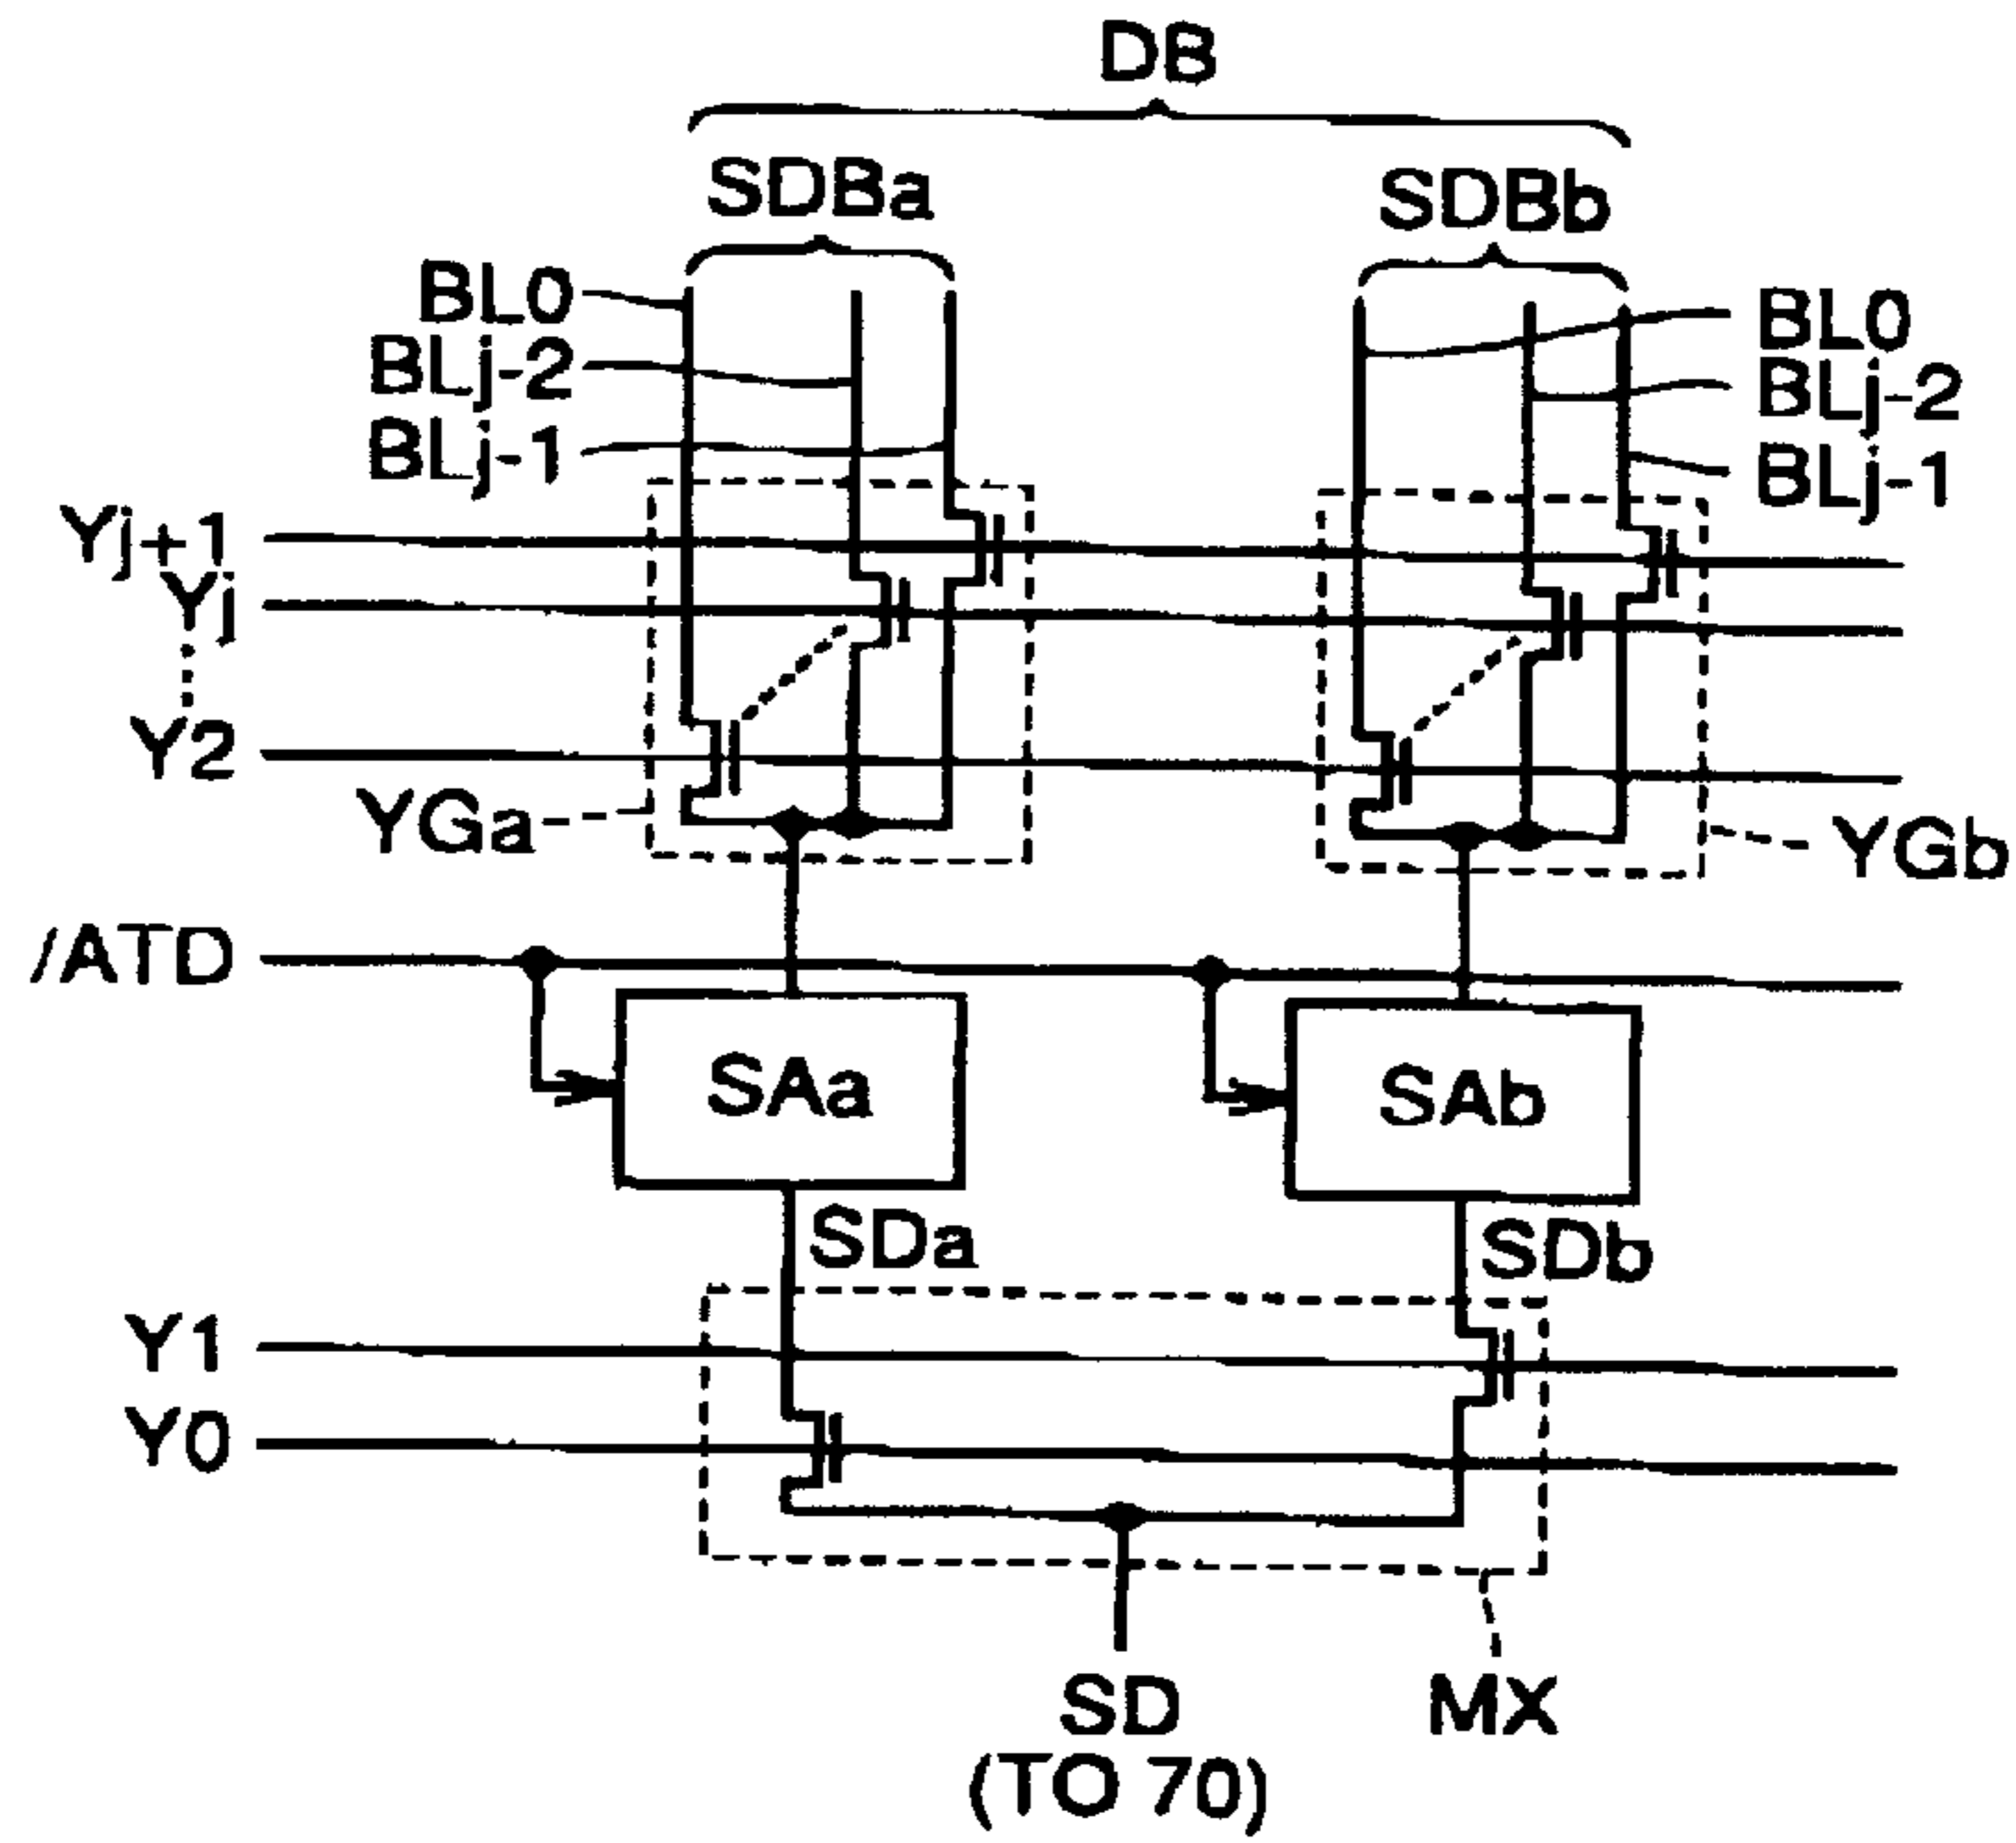 DB
SDBa
SDBb
BL0
BLj-2
BLj-1
BL0
BLj-2
BLj-1
Yj+1
Yj
Y2
YGa
YGb
/ATD
SAa
SAb
SDa
SDb
Y1
Y0
SD
(TO 70)
MX